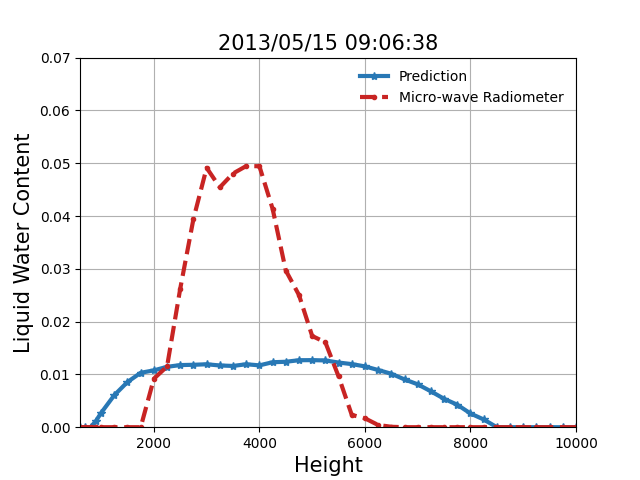 2013/05/15 09:06:38
0.07
0.06
0.05
0.04
0.03
0.02
0.01
0.00
Liquid Water Content
Prediction
Micro-wave Radiometer
2000 4000 6000 8000 10000
Height